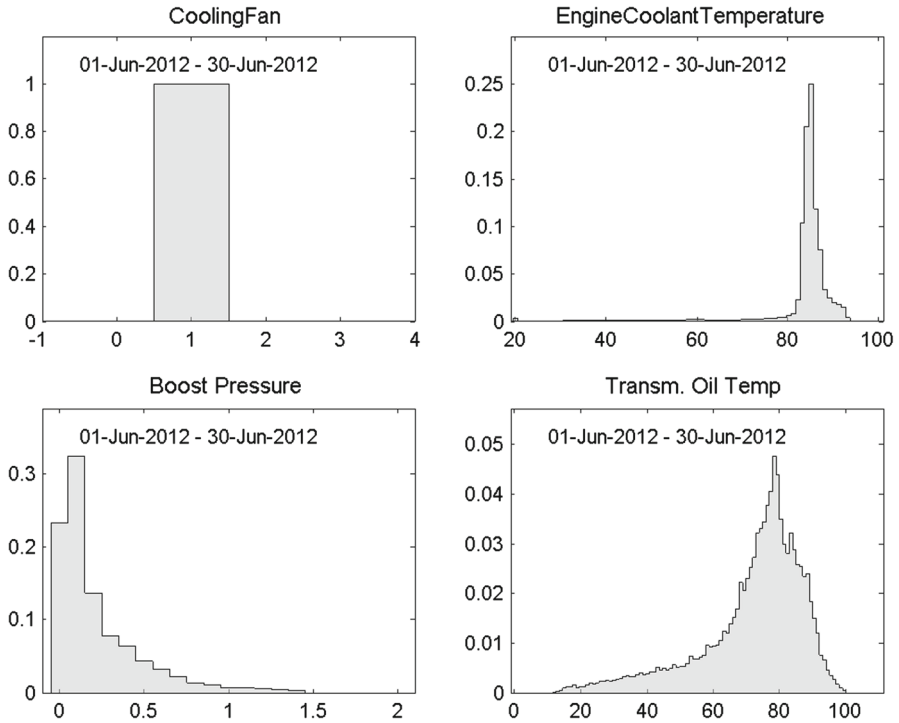 CoolingFan
01-Jun-2012 - 30-Jun-2012
1
0.8
0.6
0.4
0.2
0
-1 0 1 2 3 4
EngineCoolantTemperature
01-Jun-2012 - 30-Jun-2012
0.25
0.2
0.15
0.1
0.05
0
20 40 60 80 100
Boost Pressure
01-Jun-2012 - 30-Jun-2012
0.3
0.2
0.1
0
0 0.5 1 1.5 2
Transm. Oil Temp
01-Jun-2012 - 30-Jun-2012
0.05
0.04
0.03
0.02
0.01
0
0 20 40 60 80 100